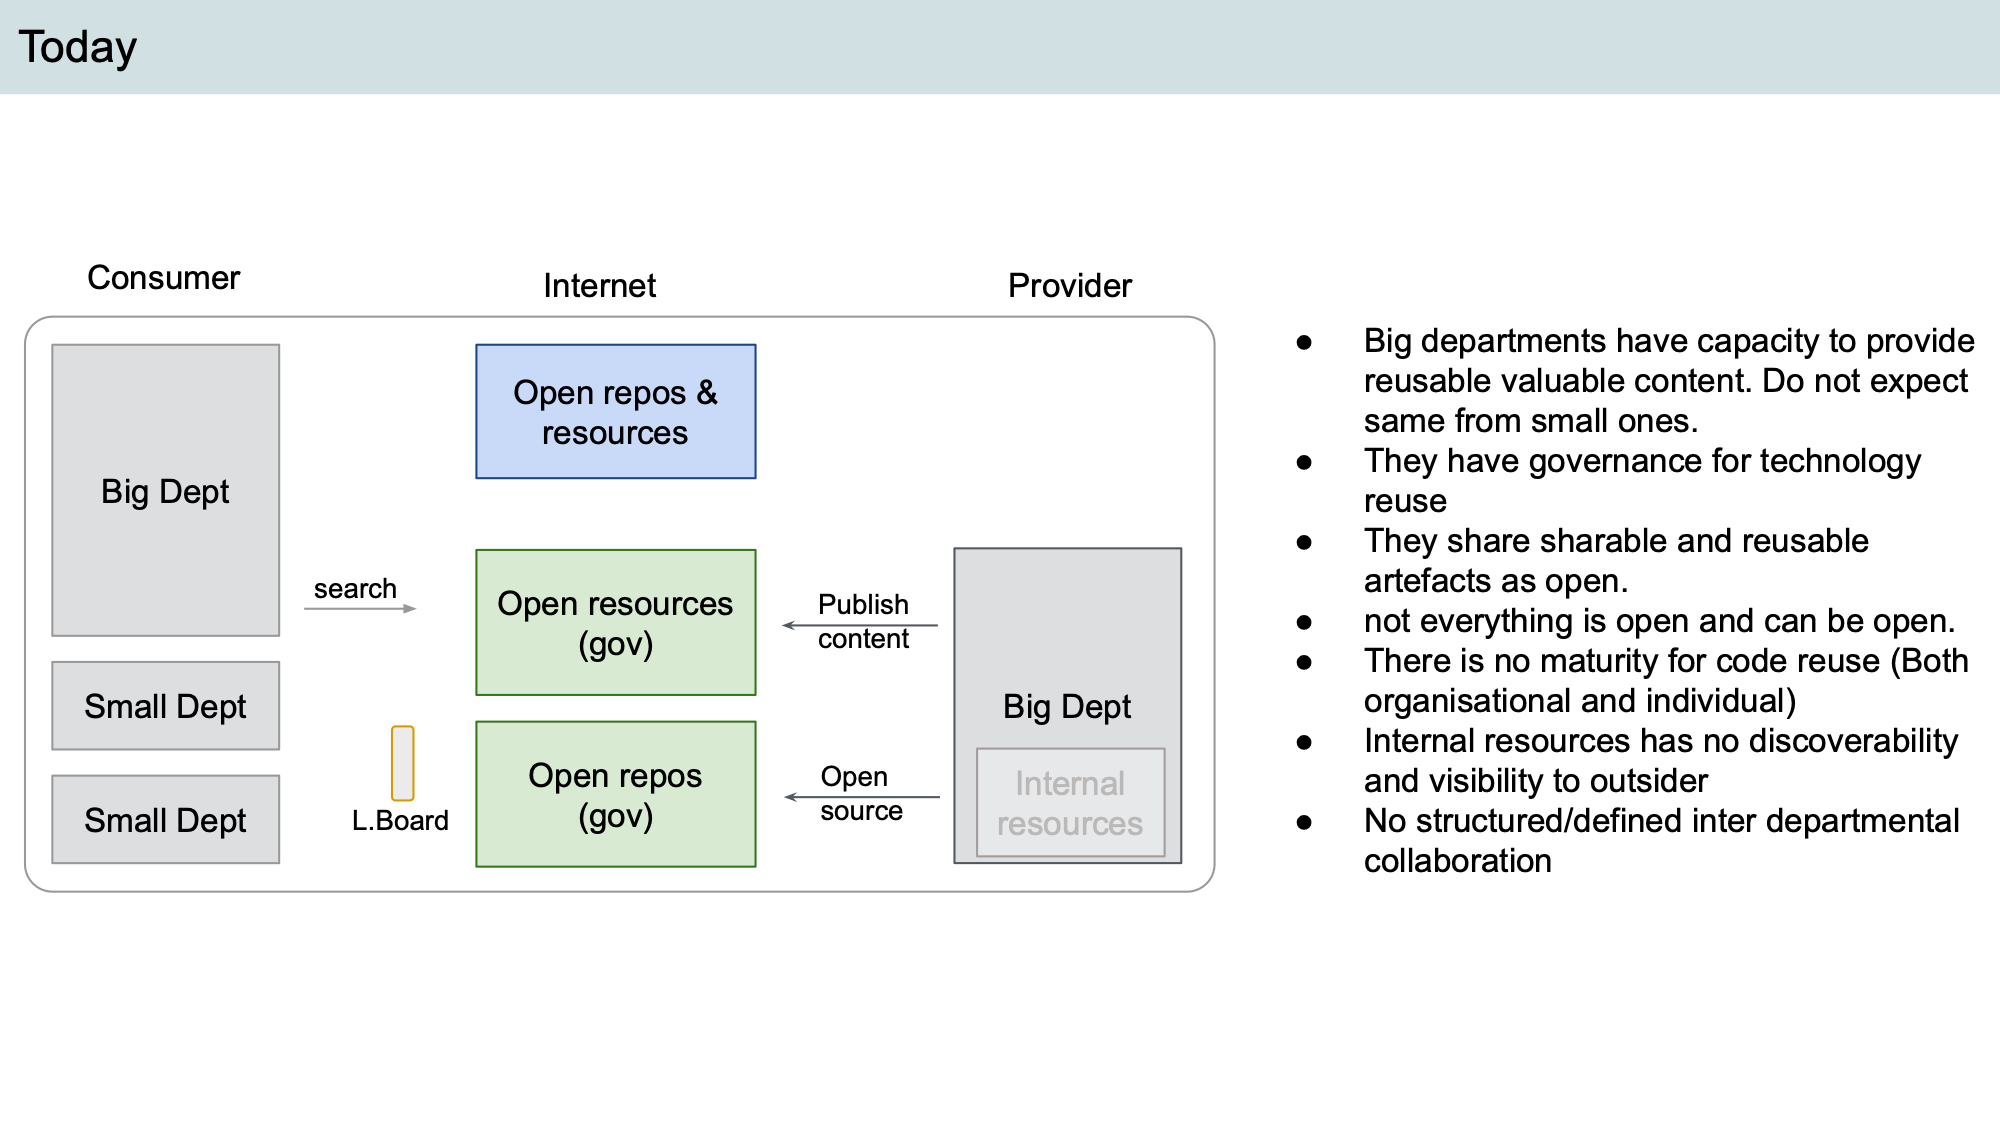 Today
Consumer
Internet
Provider
Big Dept
Small Dept
Small Dept
search
L.Board
Open repos &
resources
Open resources
(gov)
Open repos
(gov)
Publish
content
Open
source
Big Dept
Internal
resources
● Big departments have capacity to provide
reusable valuable content. Do not expect
same from small ones.
● They have governance for technology
reuse
● They share sharable and reusable
artefacts as open.
● not everything is open and can be open.
● There is no maturity for code reuse (Both
organisational and individual)
● Internal resources has no discoverability
and visibility to outsider
● No structured/defined inter departmental
collaboration